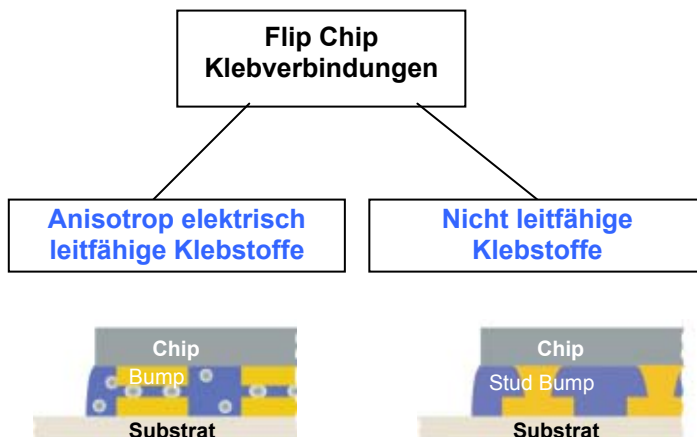 Flip Chip
Klebverbindungen
Anisotrop elektrisch
leitfähige Klebstoffe
Nicht leitfähige
Klebstoffe
Chip
Bump
Substrat
Chip
Stud Bump
Substrat